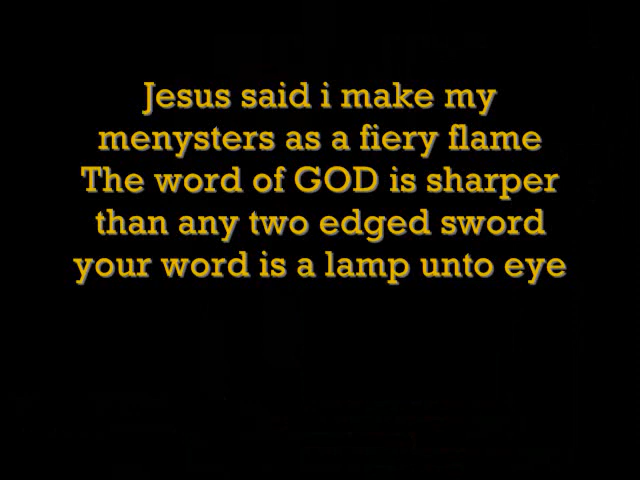 Jesus said i make my
menysters as a fiery flame
The word of GOD is sharper
than any two edged sword
your word is a lamp unto eye